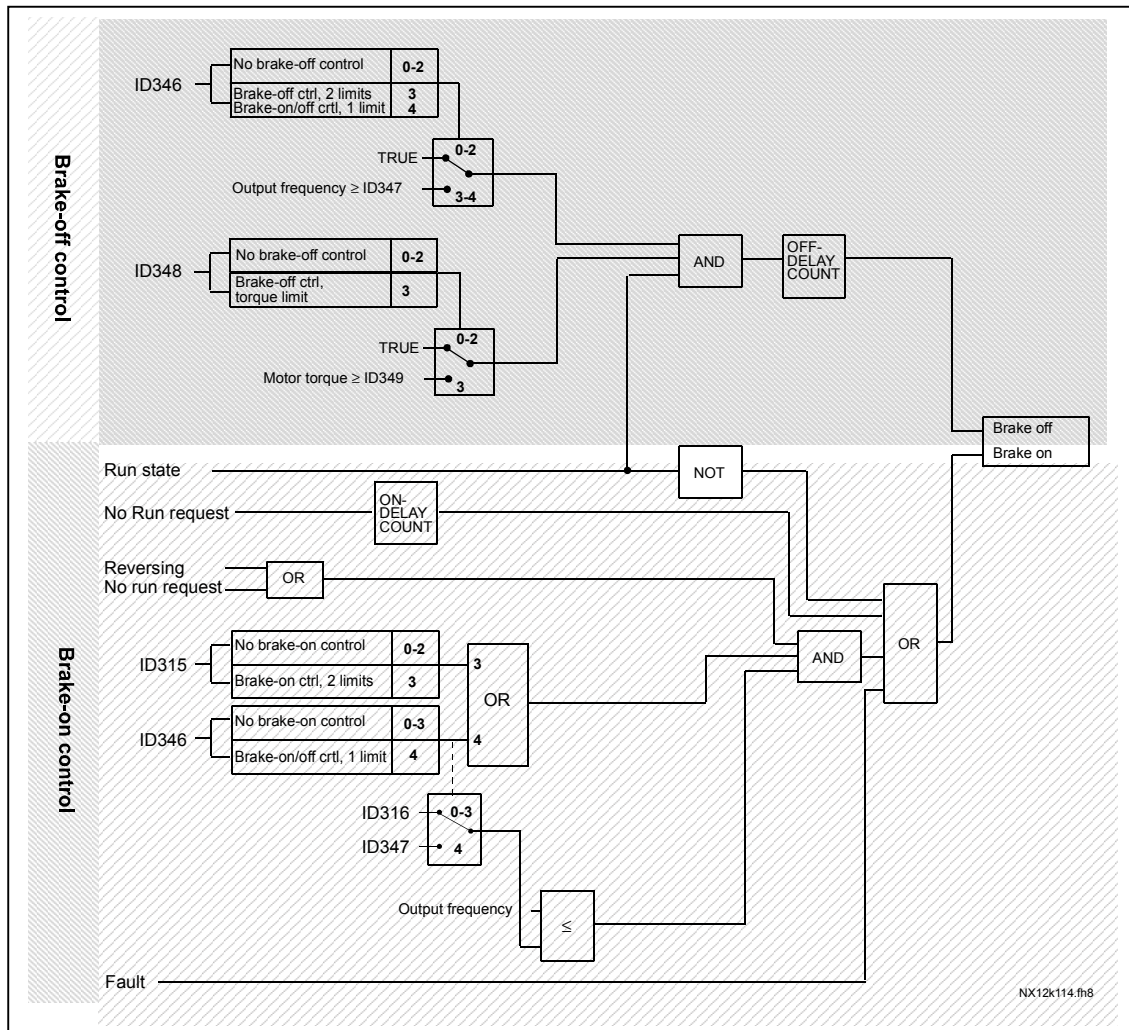 Brake-off control
ID346
No brake-off control 0-2
Brake-off ctrl, 2 limits 3
Brake-on/off crtl, 1 limit 4
0-2
TRUE
Output frequency ≥ ID347
3-4
ID348
No brake-off control 0-2
Brake-off ctrl,
torque limit
3
AND
OFF-
DELAY
COUNT
0-2
TRUE
Motor torque ≥ ID349
3
Brake off
Brake on
Brake-on control
Run state
NOT
No Run request
ON-
DELAY
COUNT
Reversing
No run request
OR
ID315
No brake-on control 0-2
Brake-on ctrl, 2 limits 3
3
OR
4
AND
OR
ID346
No brake-on control 0-3
Brake-on/off crtl, 1 limit 4
ID316
0-3
ID347
4
Output frequency
≤
Fault
NX12k114.fh8